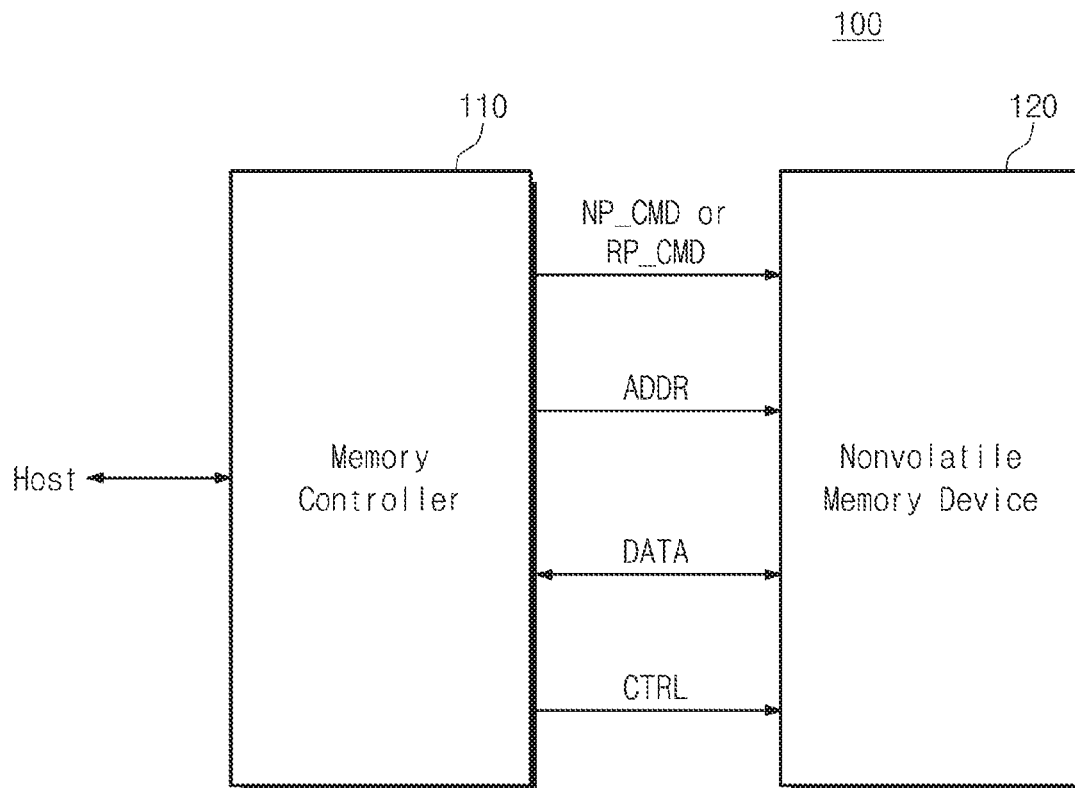 100
110
120
NP_CMD or
RP_CMD
ADDR
Host
Memory
Controller
Nonvolatile
Memory Device
DATA
CTRL